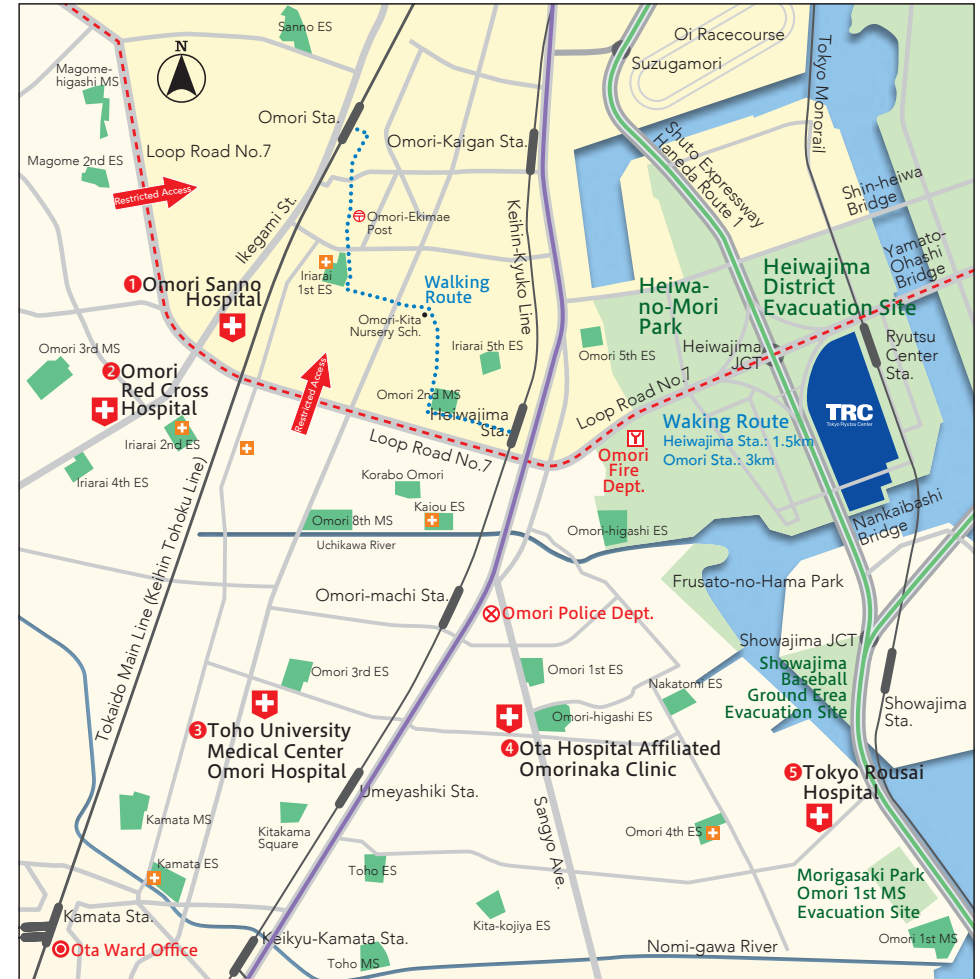 Sanno ES
Oi Racecourse
Suzugamori
Tokyo Monorail
N
Magome-
higashi MS
Omori Sta.
Omori-Kaigan Sta.
Loop Road No.7
Magome 2nd ES
Restricted Access
Shuto Expressway
Haneda Route 1
Shin-heiwa
Bridge
Ikegami St.
Keihin-Kyuko Line
Omori-Ekimae
Post
Yamato-
Ohashi
Bridge
Iriarai
1st ES
Walking
Route
Heiwa-
no-Mori
Park
Heiwajima
District
Evacuation Site
1 Omori Sanno
Hospital
Omori-Kita
Nursery Sch.
Iriarai 5th ES
Omori 5th ES
Heiwajima
JCT
Ryutsu
Center
Sta.
Omori 3rd MS
2 Omori
Red Cross
Hospital
Restricted Access
Omori 2nd MS
Heiwajima
Sta.
Loop Road No.7
Loop Road No.7
TRC
Tokyo Ryutsu Center
Waking Route
Heiwajima Sta.: 1.5km
Omori Sta.: 3km
Y
Omori
Fire
Dept.
Iriarai 2nd ES
Iriarai 4th ES
Korabo Omori
Kaiou ES
Omori 8th MS
Uchikawa River
Omori-higashi ES
Nankaibashi
Bridge
Tokaido Main Line (Keihin Tohoku Line)
Omori-machi Sta.
Frusato-no-Hama Park
Omori Police Dept.
Showajima JCT
Showajima
Baseball
Ground Erea
Evacuation Site
Omori 3rd ES
Omori 1st ES
Nakatomi ES
Showajima
Sta.
Omori-higashi ES
3 Toho University
Medical Center
Omori Hospital
4 Ota Hospital Affiliated
Omorinaka Clinic
5 Tokyo Rousai
Hospital
Umeyashiki Sta.
Kamata MS
Kitakama
Square
Sangyo Ave.
Omori 4th ES
Kamata ES
Toho ES
Morigasaki Park
Omori 1st MS
Evacuation Site
Kamata Sta.
Kita-kojiya ES
Ota Ward Office
Keikyu-Kamata Sta.
Toho MS
Nomi-gawa River
Omori 1st MS